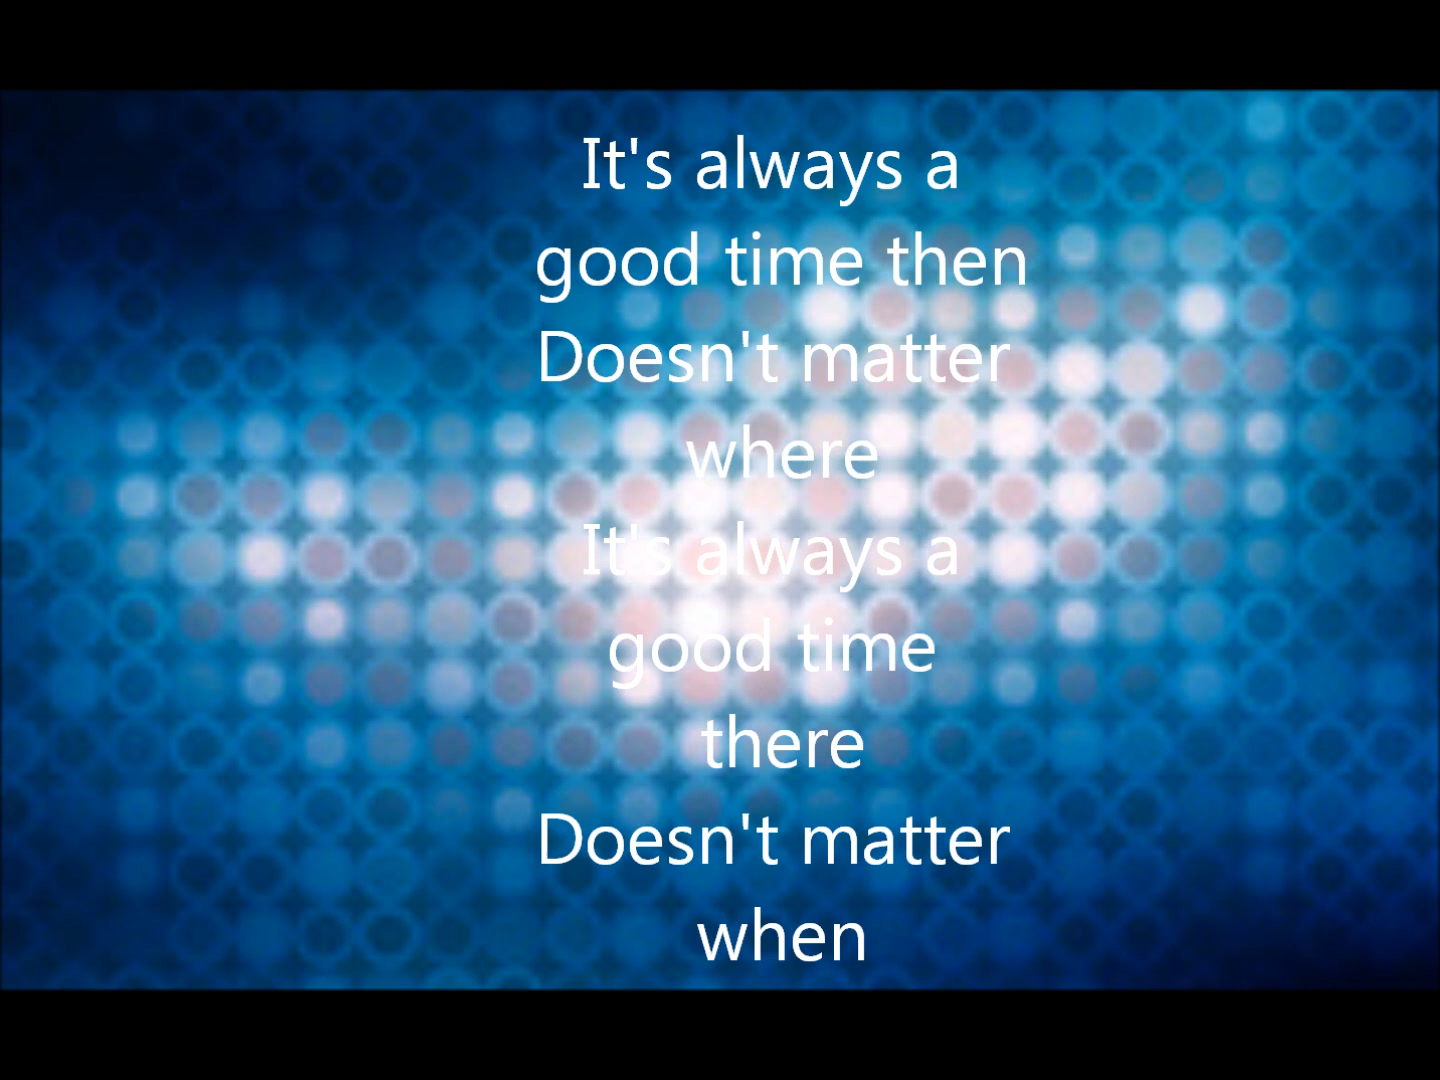 It's always a
good time then
Doesn't matter
where
It's always a
good time
there
Doesn't matter
when